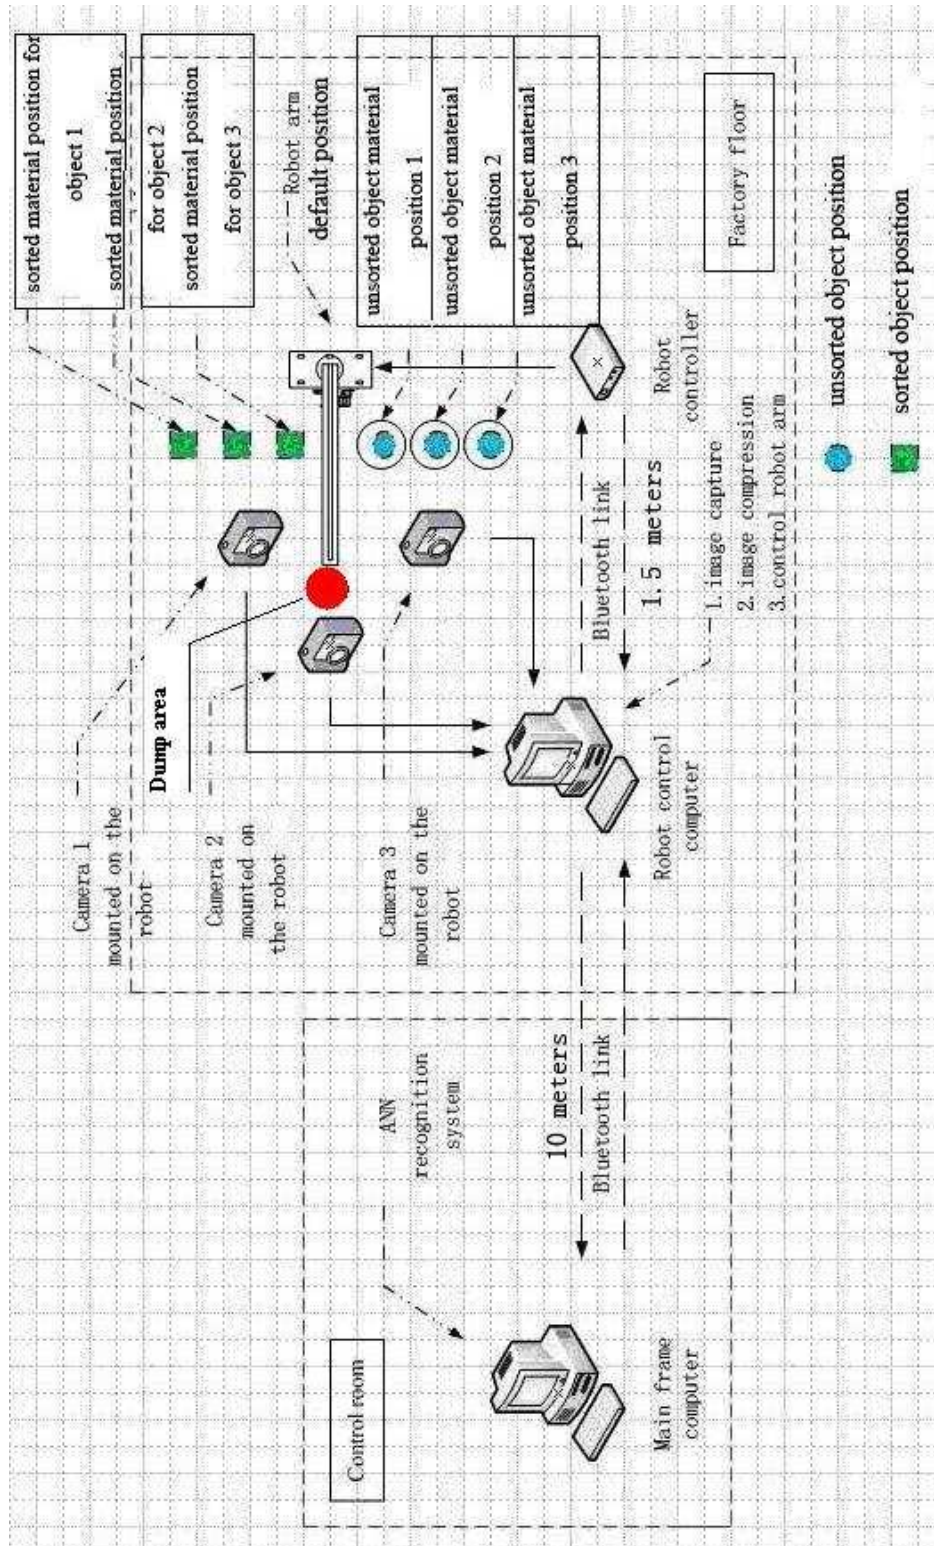 sorted material position for
object 1
sorted material position
for object 2
sorted material position
for object 3
Robot arm
default position
unsorted object material
position 1
unsorted object material
position 2
unsorted object material
position 3
Factory floor
unsorted object position
sorted object position
Robot
controller
Bluetooth link
1.5 meters
1.image capture
2.image compression
3.control robot arm
Dump area
Camera 1
mounted on the
robot
Camera 2
mounted on
the robot
Camera 3
mounted on the
robot
Robot control
computer
ANN
recognition
system
10 meters
Bluetooth link
Control room
Main frame
computer